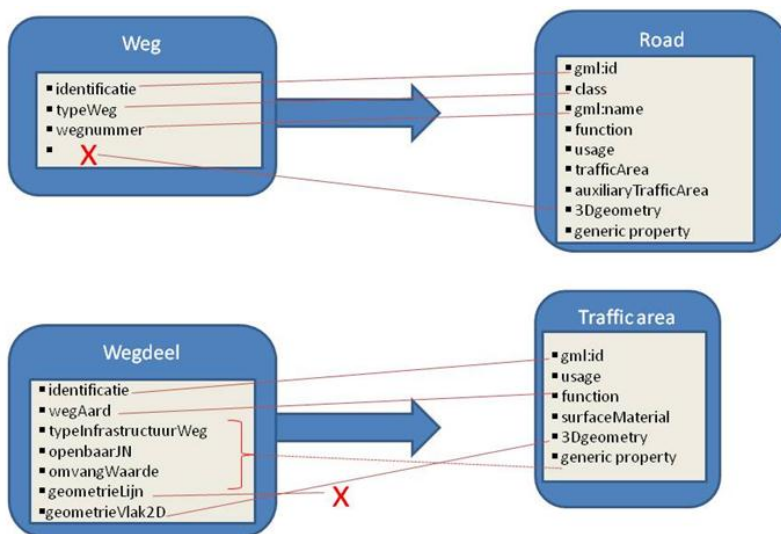 Weg
identificatie
typeWeg
wegnummer
X
Road
gml:id
class
gml:name
function
usage
trafficArea
auxiliaryTrafficArea
3Dgeometry
generic property
Wegdeel
identificatie
wegAard
typeInfrastructuurWeg
openbaarJN
omvangWaarde
geometrieLijn
geometrieVlak2D
X
Traffic area
gml:id
usage
function
surfaceMaterial
3Dgeometry
generic property